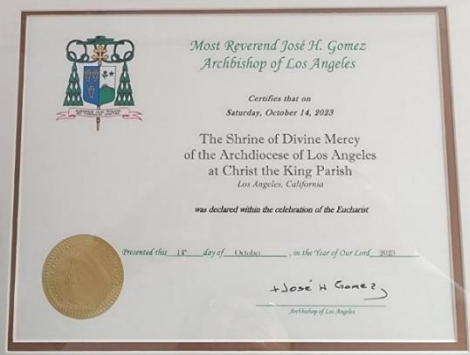 Most Reverend José H. Gomez
Archbishop of Los Angeles
Certifies that on
Saturday, October 14, 2023
The Shrine of Divine Mercy
of the Archdiocese of Los Angeles
at Christ the King Parish
Los Angeles, California
was declared within the celebration of the Eucharist
Presented this 14th day of October, in the Year of Our Lord 2023
+José H Gomez
Archbishop of Los Angeles